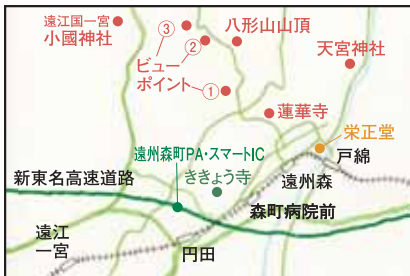 遠江国一宮
小國神社
③
②
八形山山頂
天宮神社
ビュー
ポイント
①
蓮華寺
栄正堂
遠州森町PA・スマートIC
戸綿
新東名高速道路
ききょう寺
遠州森
森町病院前
遠江
一宮
円田